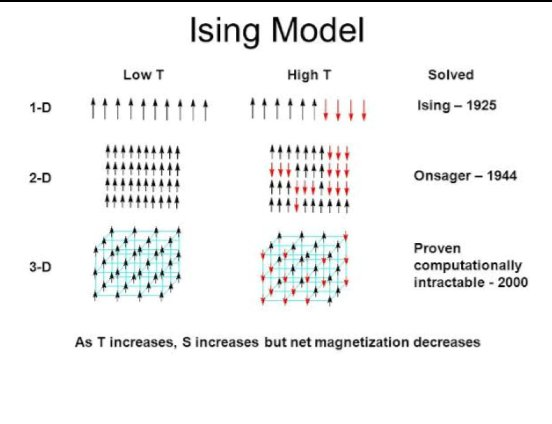 Ising Model
Low T High T Solved
1-D Ising – 1925
2-D Onsager – 1944
3-D Proven
computationally
intractable - 2000
As T increases, S increases but net magnetization decreases